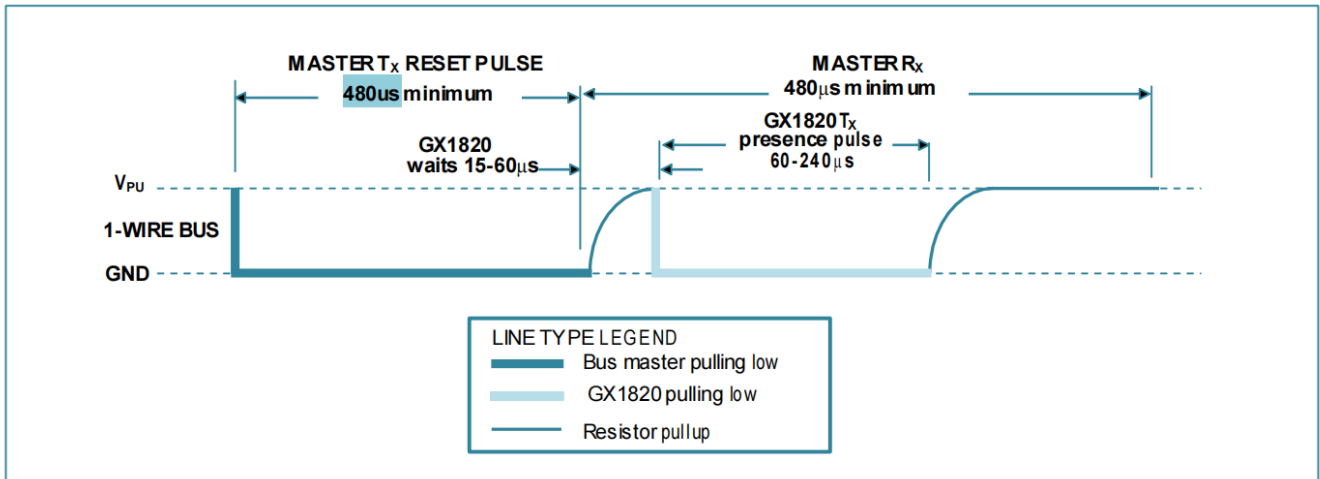 MASTER TX RESET PULSE
480us minimum
MASTER RX
480μs minimum
GX1820
waits 15-60μs
GX1820 TX
presence pulse
60-240μs
VPU
1-WIRE BUS
GND
LINE TYPE LEGEND
Bus master pulling low
GX1820 pulling low
Resistor pullup